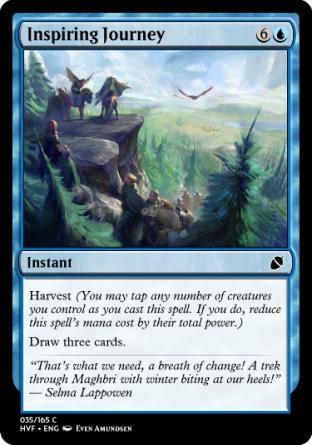 Inspiring Journey 6
Instant
Harvest (You may tap any number of creatures
you control as you cast this spell. If you do, reduce
this spell's mana cost by their total power.)
Draw three cards.
"That's what we need, a breath of change! A trek
through Maghbri with winter biting at our heels!"
— Selma Lappowen
035/165 C
HVF • ENG Even Amundsen